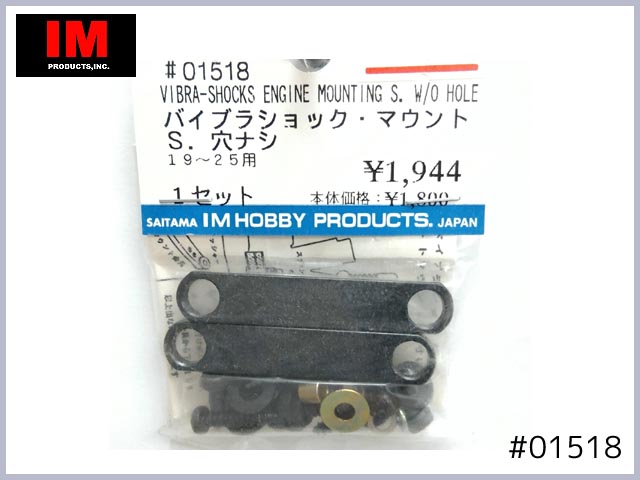 IM
PRODUCTS,INC.
#01518
VIBRA-SHOCKS ENGINE MOUNTING S. W/O HOLE
バイブラショック・マウント
S．穴ナシ
19～25用
¥1,944
1セット
本体価格：¥1,800
SAITAMA IM HOBBY PRODUCTS. JAPAN
#01518